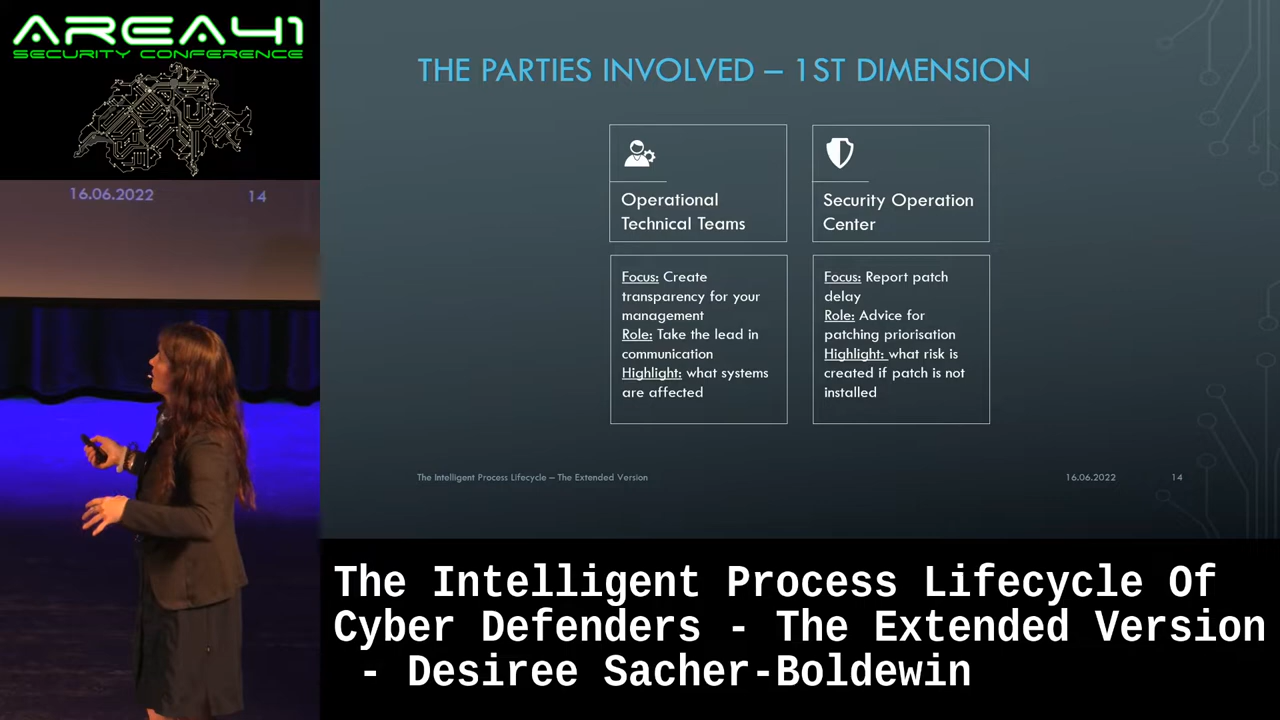 AREA41
SECURITY CONFERENCE
16.06.2022 14
THE PARTIES INVOLVED – 1ST DIMENSION
Operational
Technical Teams
Security Operation
Center
Focus: Create
transparency for your
management
Role: Take the lead in
communication
Highlight: what systems
are affected
Focus: Report patch
delay
Role: Advice for
patching priorisation
Highlight: what risk is
created if patch is not
installed
The Intelligent Process Lifecycle – The Extended Version
16.06.2022 14
The Intelligent Process Lifecycle Of
Cyber Defenders - The Extended Version
- Desiree Sacher-Boldewin